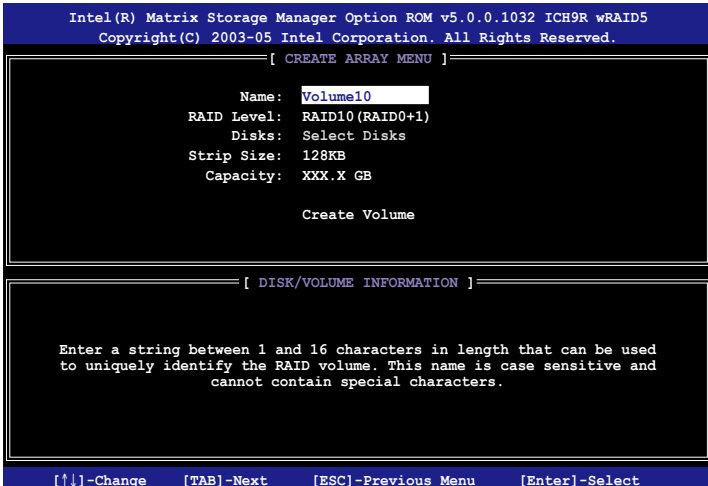 Intel(R) Matrix Storage Manager Option ROM v5.0.0.1032 ICH9R wRAID5
Copyright(C) 2003-05 Intel Corporation. All Rights Reserved.
[ CREATE ARRAY MENU ]
Name: Volume10
RAID Level: RAID10(RAID0+1)
Disks: Select Disks
Strip Size: 128KB
Capacity: XXX.X GB
Create Volume
[ DISK/VOLUME INFORMATION ]
Enter a string between 1 and 16 characters in length that can be used
to uniquely identify the RAID volume. This name is case sensitive and
cannot contain special characters.
[↑↓]-Change [TAB]-Next [ESC]-Previous Menu [Enter]-Select